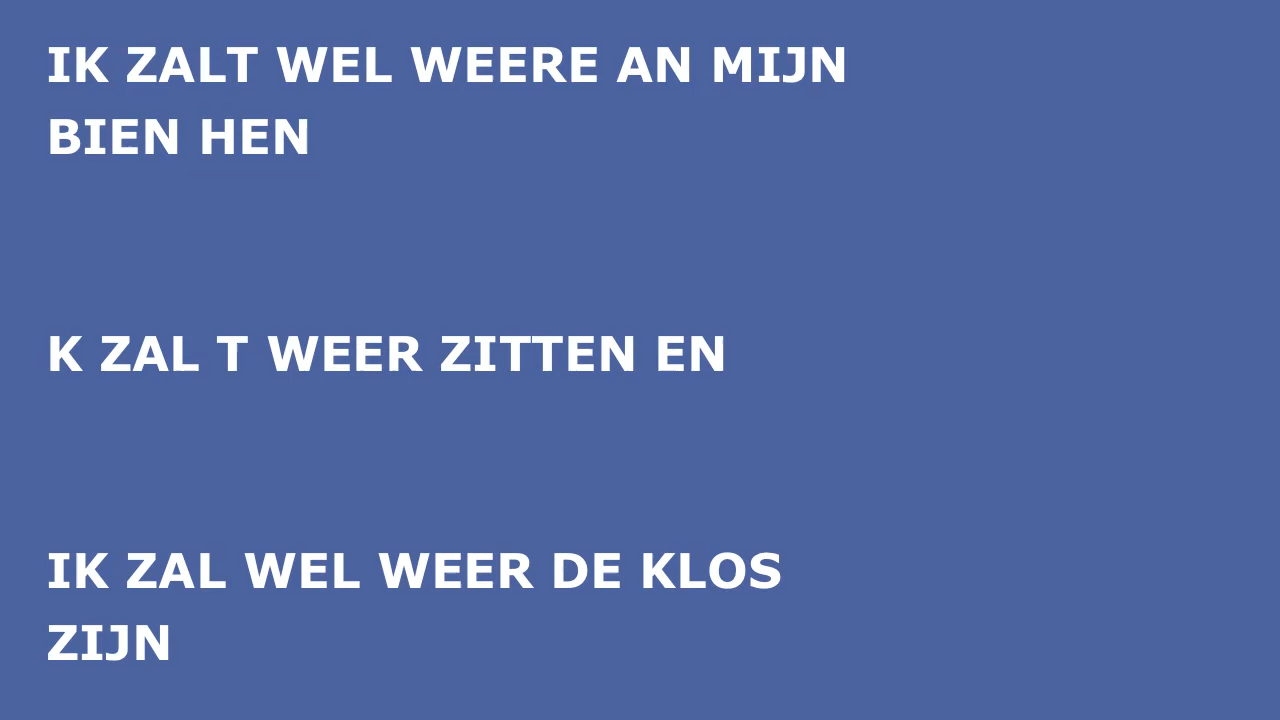 IK ZALT WEL WEERE AN MIJN
BIEN HEN
K ZAL T WEER ZITTEN EN
IK ZAL WEL WEER DE KLOS
ZIJN